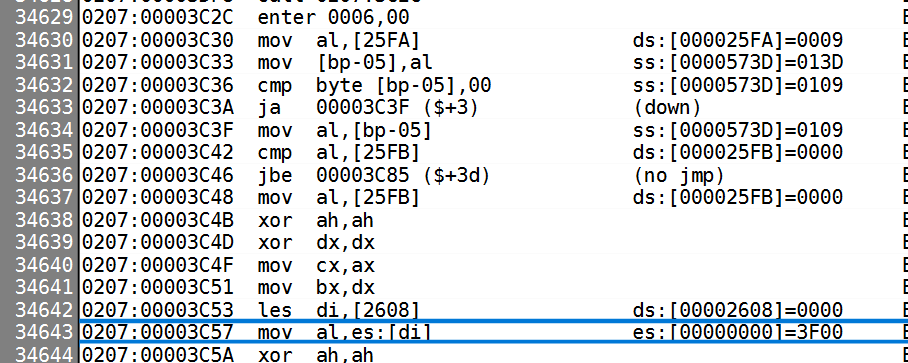 34629 0207:00003C2C enter 0006,00
34630 0207:00003C30 mov al,[25FA] ds:[000025FA]=0009
34631 0207:00003C33 mov [bp-05],al ss:[0000573D]=013D
34632 0207:00003C36 cmp byte [bp-05],00 ss:[0000573D]=0109
34633 0207:00003C3A ja 00003C3F ($+3) (down)
34634 0207:00003C3F mov al,[bp-05] ss:[0000573D]=0109
34635 0207:00003C42 cmp al,[25FB] ds:[000025FB]=0000
34636 0207:00003C46 jbe 00003C85 ($+3d) (no jmp)
34637 0207:00003C48 mov al,[25FB] ds:[000025FB]=0000
34638 0207:00003C4B xor ah,ah
34639 0207:00003C4D xor dx,dx
34640 0207:00003C4F mov cx,ax
34641 0207:00003C51 mov bx,dx
34642 0207:00003C53 les di,[2608] ds:[00002608]=0000
34643 0207:00003C57 mov al,es:[di] es:[00000000]=3F00
34644 0207:00003C5A xor ah,ah